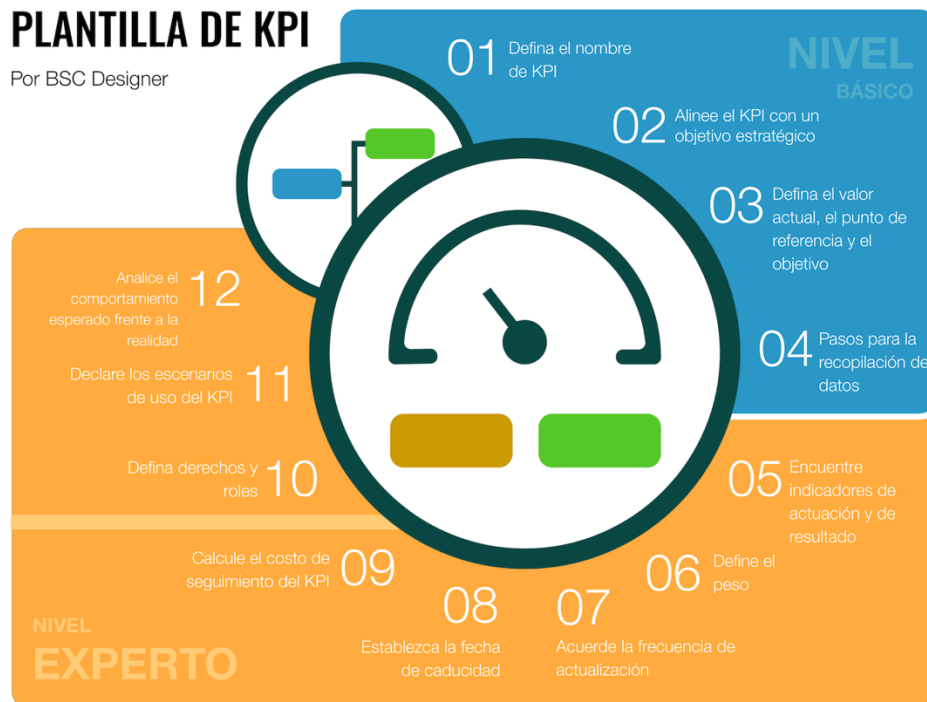 PLANTILLA DE KPI
Por BSC Designer
NIVEL
BÁSICO
01
Defina el nombre
de KPI
02
Alinee el KPI con un
objetivo estratégico
03
Defina el valor
actual, el punto de
referencia y el
objetivo
04
Pasos para la
recopilación de
datos
05
Encuentre
indicadores de
actuación y de
resultado
06
Define el
peso
07
Acuerde la frecuencia de
actualización
08
Establezca la fecha
de caducidad
09
Calcule el costo de
seguimiento del KPI
10
Defina derechos y
roles
11
Declare los escenarios
de uso del KPI
12
Analice el
comportamiento
esperado frente a la
realidad
NIVEL
EXPERTO